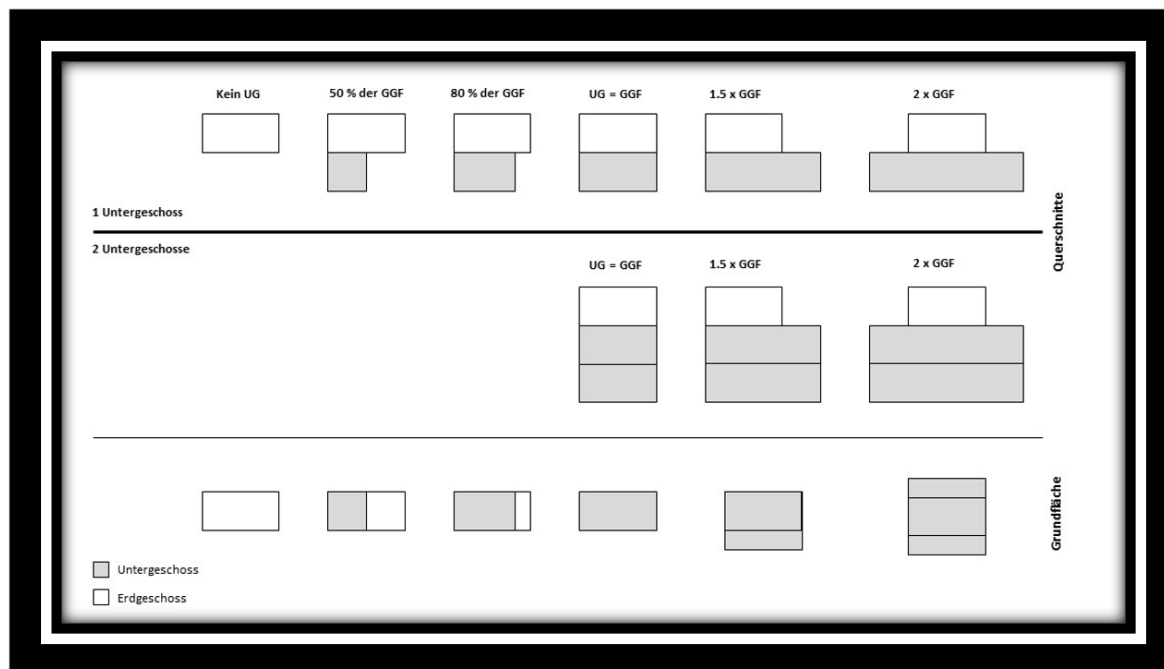 Kein UG
50 % der GGF
80 % der GGF
UG = GGF
1.5 x GGF
2 x GGF
1 Untergeschoss
2 Untergeschosse
UG = GGF
1.5 x GGF
2 x GGF
Querschnitte
Grundfläche
Untergeschoss
Erdgeschoss